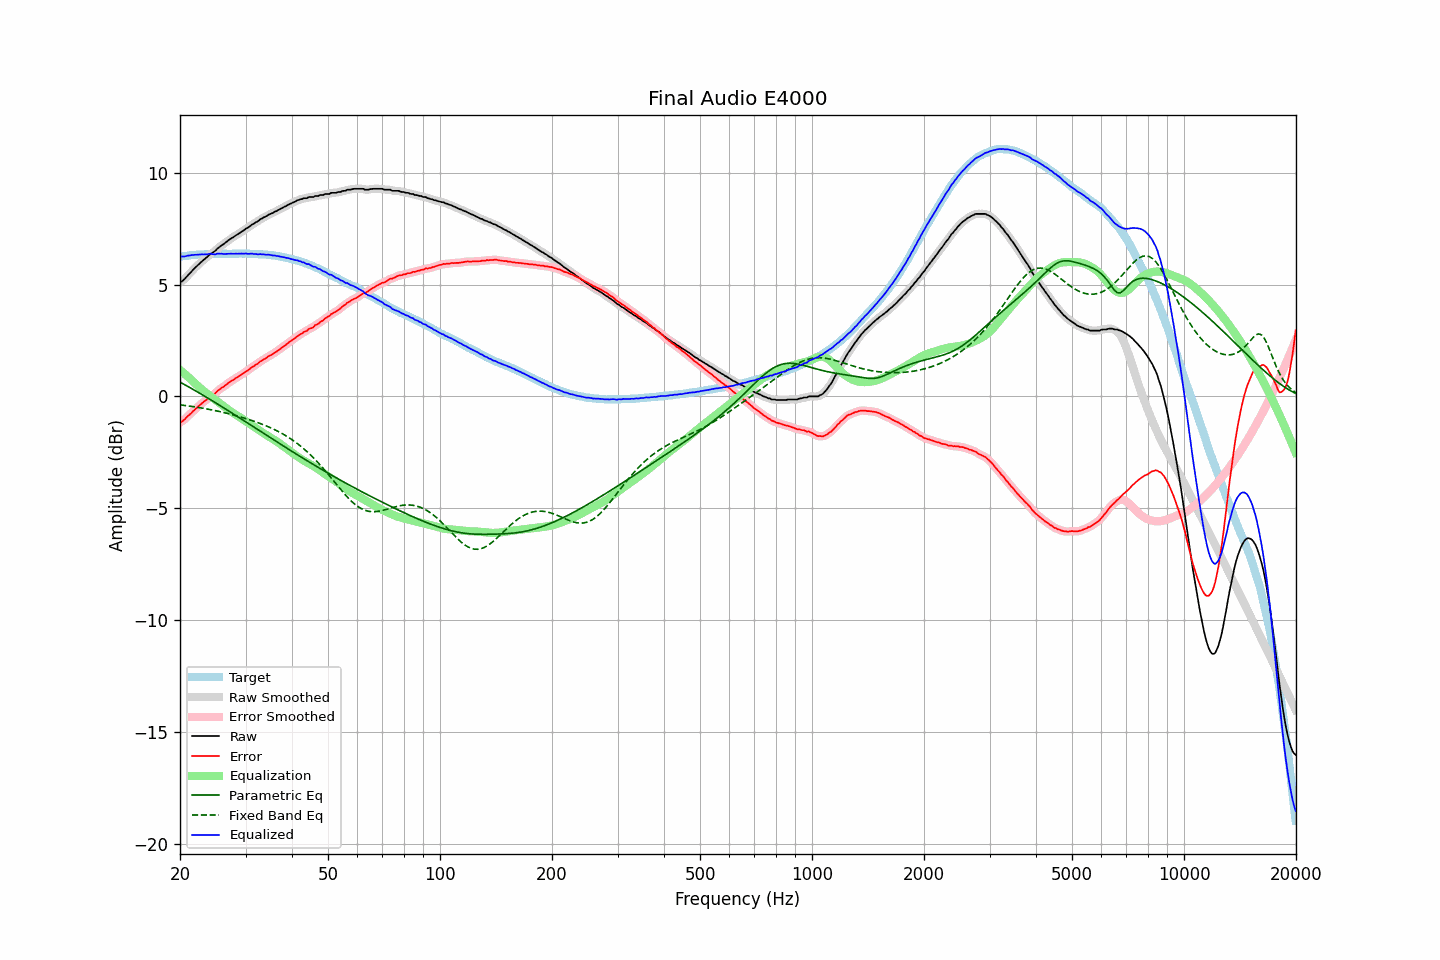 Final Audio E4000
Amplitude (dBr)
10
5
0
−5
−10
−15
−20
Target
Raw Smoothed
Error Smoothed
Raw
Error
Equalization
Parametric Eq
Fixed Band Eq
Equalized
20
50
100
200
500
1000
2000
5000
10000
20000
Frequency (Hz)